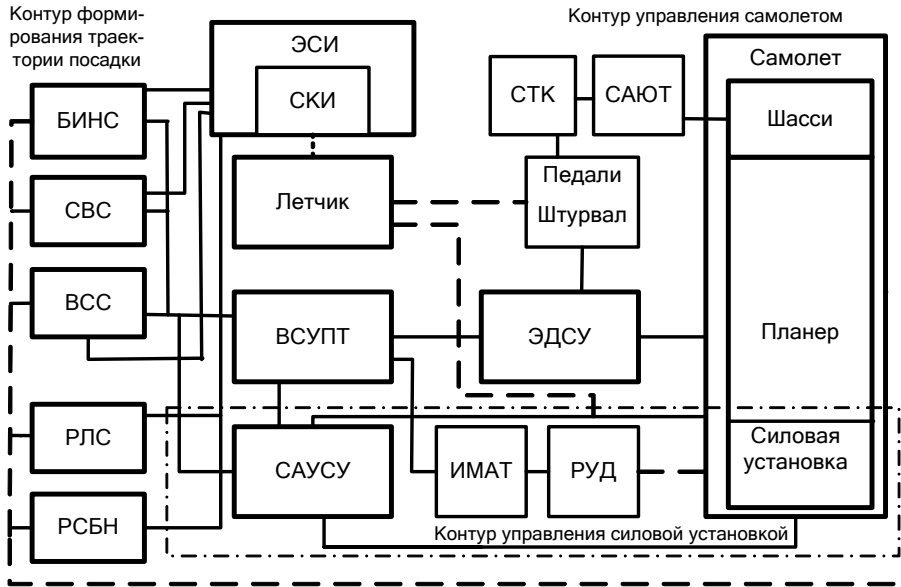 Контур форми-
рования траек-
тории посадки
Контур управления самолетом
ЭСИ
СКИ
Самолет
БИНС
СТК
САЮТ
Шасси
СВС
Летчик
Педали
Штурвал
ВСС
ВСУПТ
ЭДСУ
Планер
РЛС
САУСУ
ИМАТ
РУД
Силовая
установка
РСБН
Контур управления силовой установкой